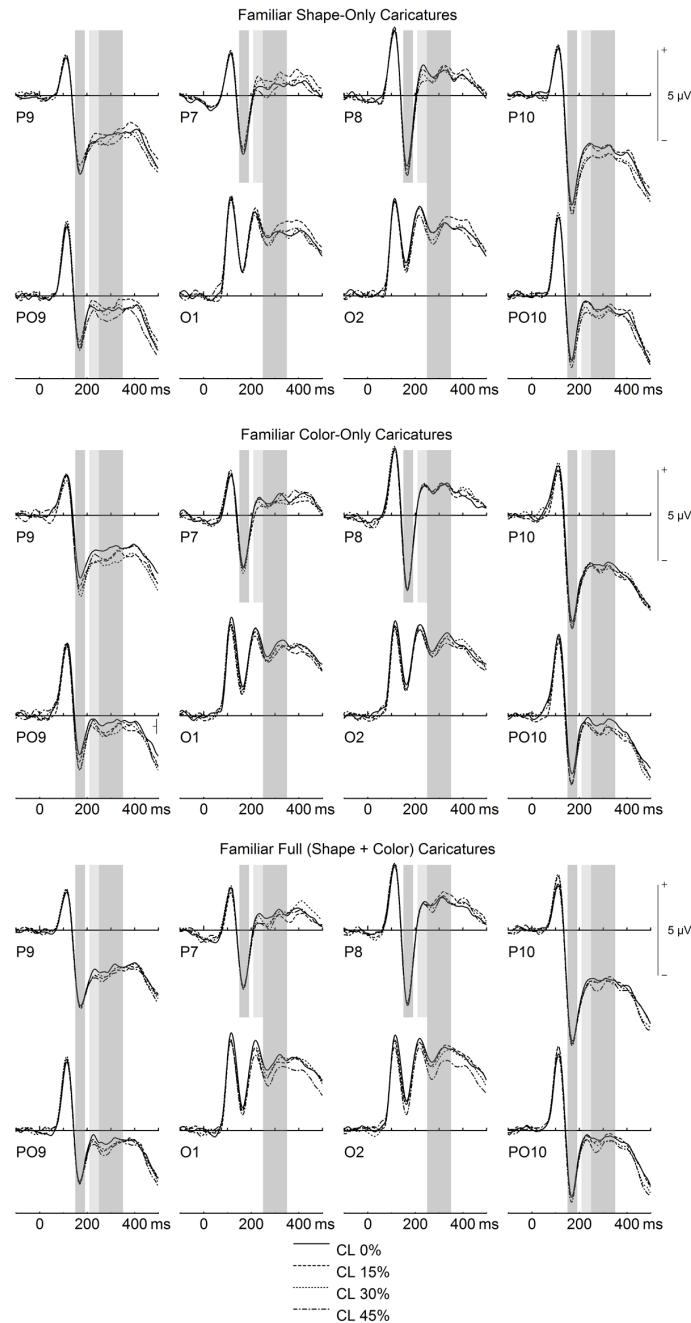 Familiar Shape-Only Caricatures
+
P9 P7 P8 P10 5 µV
−
PO9 O1 O2 PO10
0 200 400 ms 0 200 400 ms 0 200 400 ms 0 200 400 ms
Familiar Color-Only Caricatures
+
P9 P7 P8 P10 5 µV
−
PO9 O1 O2 PO10
0 200 400 ms 0 200 400 ms 0 200 400 ms 0 200 400 ms
Familiar Full (Shape + Color) Caricatures
+
P9 P7 P8 P10 5 µV
−
PO9 O1 O2 PO10
0 200 400 ms 0 200 400 ms 0 200 400 ms 0 200 400 ms
CL 0%
CL 15%
CL 30%
CL 45%